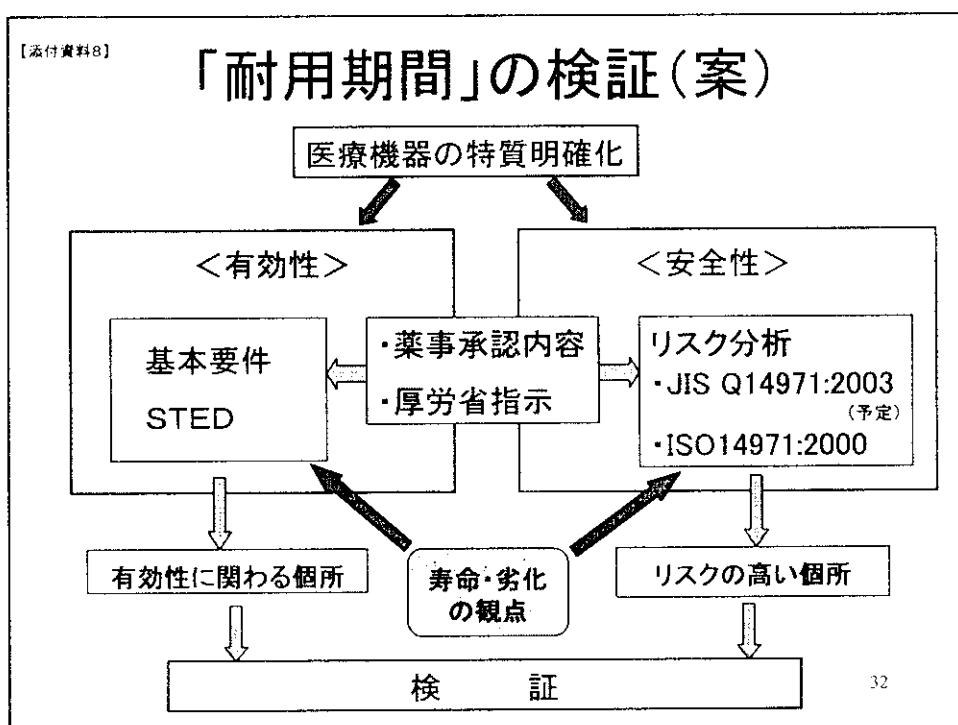 【添付資料8】
「耐用期間」の検証(案)
医療機器の特質明確化
＜有効性＞
＜安全性＞
基本要件
STED
・薬事承認内容
・厚労省指示
リスク分析
・JIS Q14971:2003
(予定)
・ISO14971:2000
有効性に関わる個所
寿命・劣化
の観点
リスクの高い個所
検　　証
32